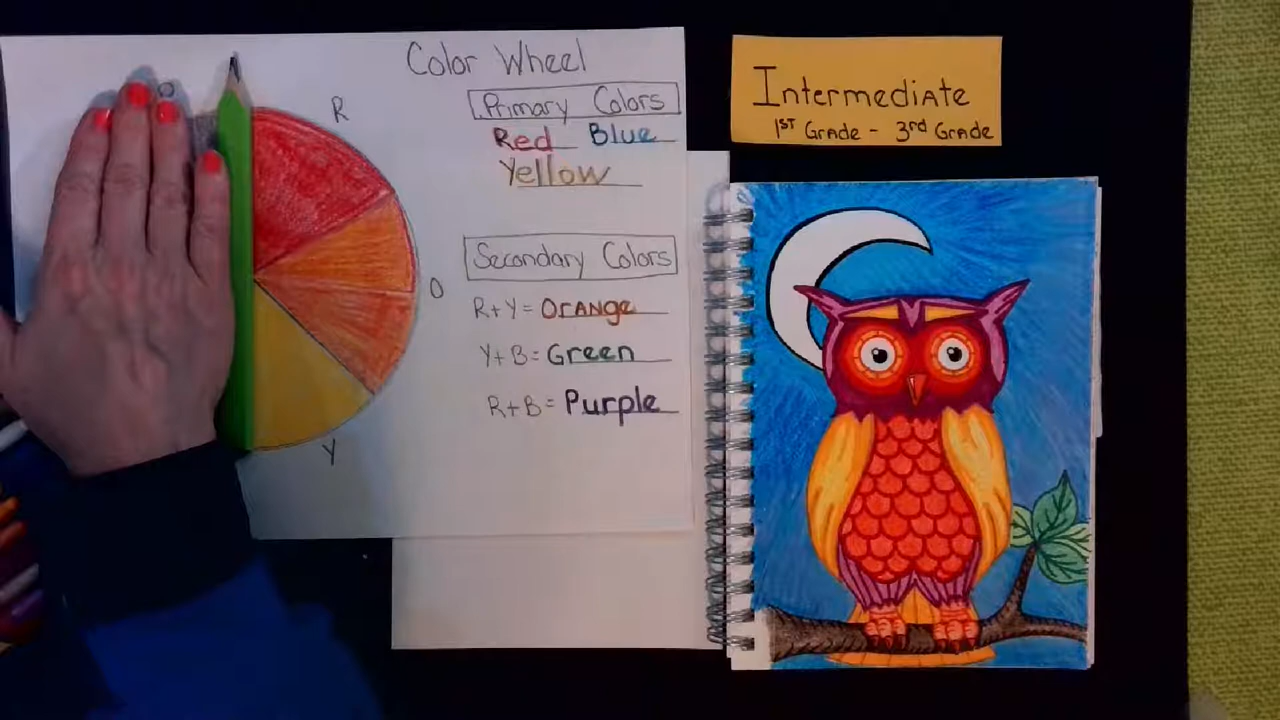 Color Wheel
Primary Colors
Red Blue
Yellow
Secondary Colors
R+Y= Orange
Y+B= Green
R+B= Purple
R
O
Y
Intermediate
1ST Grade - 3rd Grade